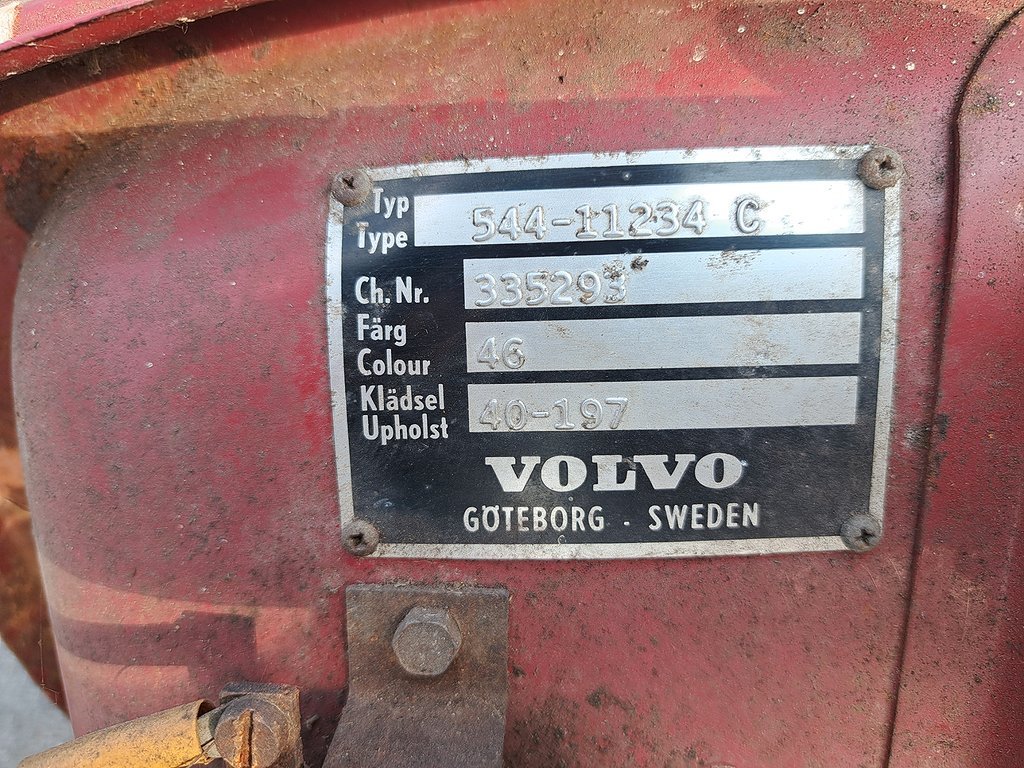 Typ
Type 544-11234 C
Ch. Nr. 335293
Färg
Colour 46
Klädsel
Upholst 40-197
VOLVO
GÖTEBORG . SWEDEN